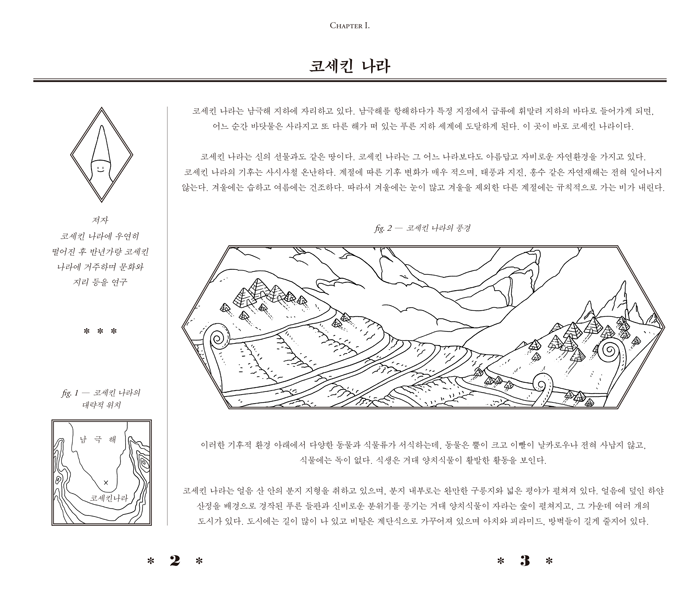 CHAPTER I.
코세킨 나라
저자
코세킨 나라에 우연히
떨어진 후 반년가량 코세킨
나라에 거주하며 문화와
지리 등을 연구
* * *
fig. 1 — 코세킨 나라의
대략적 위치
남 극 해
×
코세킨나라
코세킨 나라는 남극해 지하에 자리하고 있다. 남극해를 항해하다가 특정 지점에서 급류에 휘말려 지하의 바다로 들어가게 되면,
어느 순간 바닷물은 사라지고 또 다른 해가 떠 있는 푸른 지하 세계에 도달하게 된다. 이 곳이 바로 코세킨 나라이다.
코세킨 나라는 신의 선물과도 같은 땅이다. 코세킨 나라는 그 어느 나라보다도 아름답고 자비로운 자연환경을 가지고 있다.
코세킨 나라의 기후는 사시사철 온난하다. 계절에 따른 기후 변화가 매우 적으며, 태풍과 지진, 홍수 같은 자연재해는 전혀 일어나지
않는다. 겨울에는 습하고 여름에는 건조하다. 따라서 겨울에는 눈이 많고 겨울을 제외한 다른 계절에는 규칙적으로 가는 비가 내린다.
fig. 2 — 코세킨 나라의 풍경
이러한 기후적 환경 아래에서 다양한 동물과 식물류가 서식하는데, 동물은 뿔이 크고 이빨이 날카로우나 전혀 사납지 않고,
식물에는 독이 없다. 식생은 거대 양치식물이 활발한 활동을 보인다.
코세킨 나라는 얼음 산 안의 분지 지형을 취하고 있으며, 분지 내부로는 완만한 구릉지와 넓은 평야가 펼쳐져 있다. 얼음에 덮인 하얀
산정을 배경으로 경작된 푸른 들판과 신비로운 분위기를 풍기는 거대 양치식물이 자라는 숲이 펼쳐지고, 그 가운데 여러 개의
도시가 있다. 도시에는 길이 많이 나 있고 비탈은 계단식으로 가꾸어져 있으며 아치와 피라미드, 방벽들이 길게 줄지어 있다.
* 2 *
* 3 *